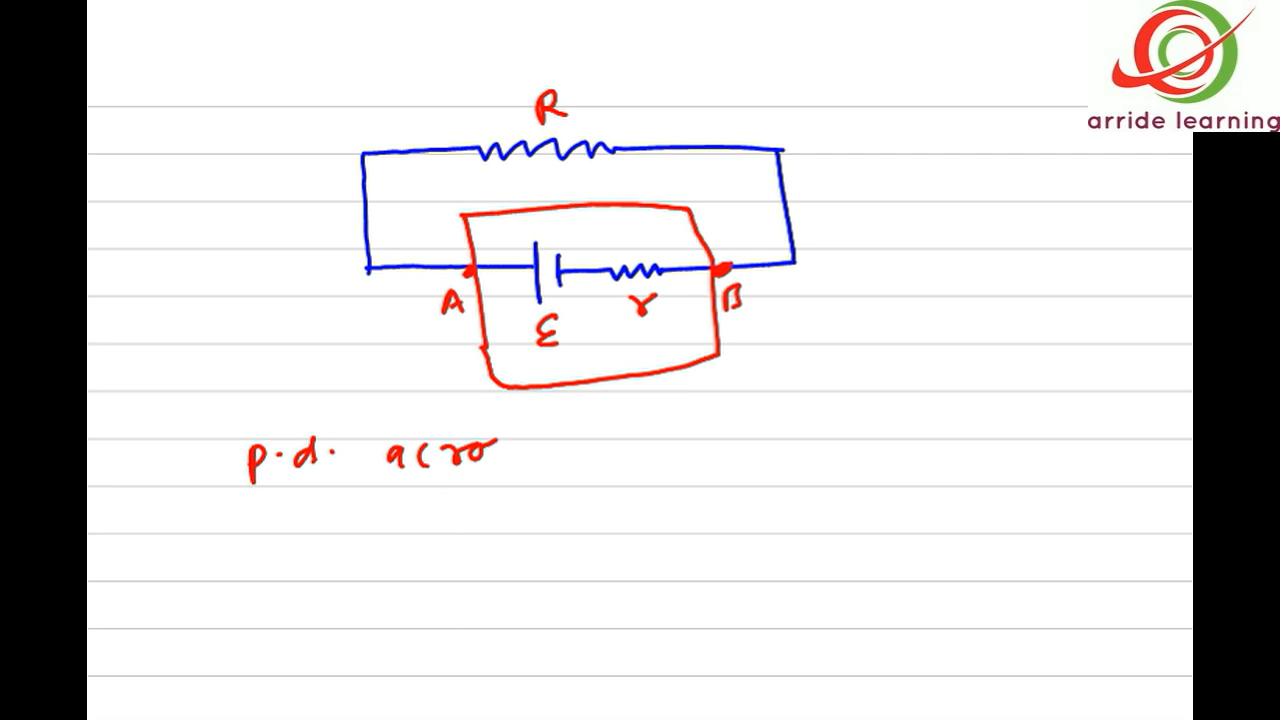 arride learning
R
A
B
ε
r
p.d. acro